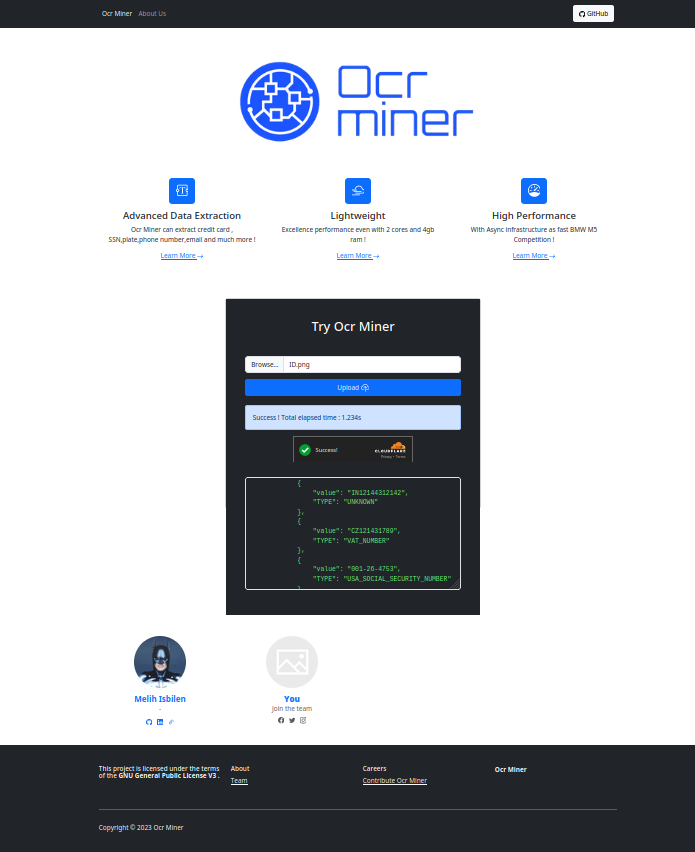 Ocr Miner About Us GitHub
Ocr
miner
Advanced Data Extraction
Ocr Miner can extract credit card ,
SSN,plate,phone number,email and much more !
Learn More
Lightweight
Excellence performance even with 2 cores and 4gb
ram !
Learn More
High Performance
With Async infrastructure as fast BMW M5
Competition !
Learn More
Try Ocr Miner
Browse... ID.png
Upload
Success ! Total elapsed time : 1.234s
Success!
CLOUDFLARE
Privacy • Terms
{
"value": "IN12144312142",
"TYPE": "UNKNOWN"
},
{
"value": "CZ121431789",
"TYPE": "VAT_NUMBER"
},
{
"value": "001-26-4753",
"TYPE": "USA_SOCIAL_SECURITY_NUMBER"
Melih Isbilen
-
You
Join the team
This project is licensed under the terms
of the GNU General Public License V3 .
About
Team
Careers
Contribute Ocr Miner
Ocr Miner
Copyright © 2023 Ocr Miner